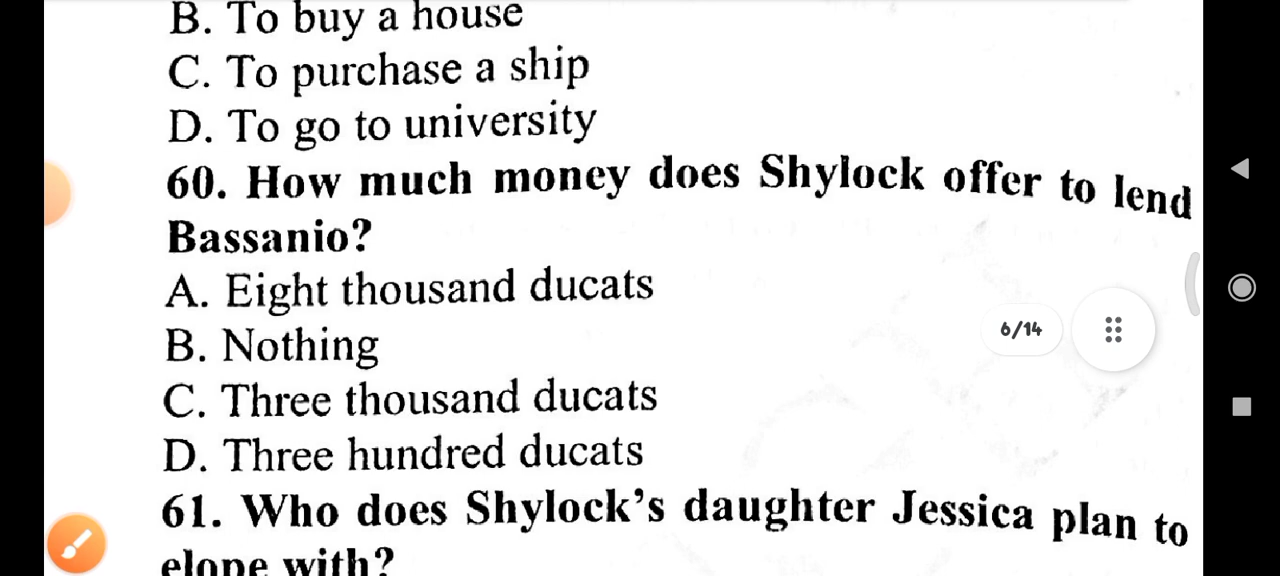 B. To buy a house
C. To purchase a ship
D. To go to university
60. How much money does Shylock offer to lend
Bassanio?
A. Eight thousand ducats
B. Nothing
C. Three thousand ducats
6/14
D. Three hundred ducats
61. Who does Shylock's daughter Jessica plan to
elope with?